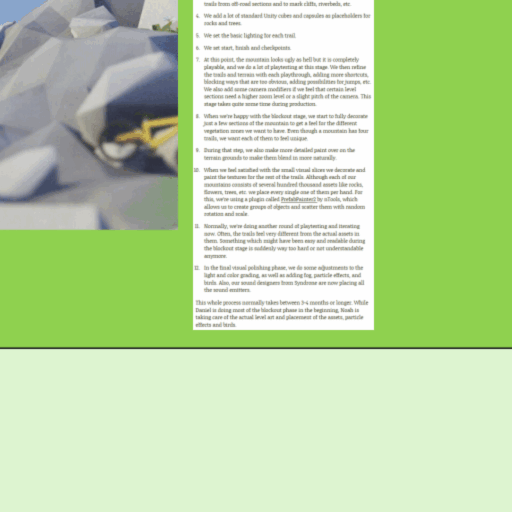 trails from off-road sections and to mark cliffs, riverbeds, etc.
4. We add a lot of standard Unity cubes and capsules as placeholders for
rocks and trees.
5. We set the basic lighting for each trail.
6. We set start, finish and checkpoints.
7. At this point, the mountain looks ugly as hell but it is completely
playable, and we do a lot of playtesting at this stage. We then refine
the trails and terrain with each playthrough, adding more shortcuts,
blocking ways that are too obvious, adding possibilities for jumps, etc.
We also add some camera modifiers if we feel that certain level
sections need a higher zoom level or a slight pitch of the camera. This
stage takes quite some time during production.
8. When we're happy with the blockout stage, we start to fully decorate
just a few sections of the mountain to get a feel for the different
vegetation zones we want to have. Even though a mountain has four
trails, we want each of them to feel unique.
9. During that step, we also make more detailed paint over on the
terrain grounds to make them blend in more naturally.
10. When we feel satisfied with the small visual slices we decorate and
paint the textures for the rest of the trails. Although each of our
mountains consists of several hundred thousand assets like rocks,
flowers, trees, etc. we place every single one of them per hand. For
this, we're using a plugin called PrefabPainter2 by nTools, which
allows us to create groups of objects and scatter them with random
rotation and scale.
11. Normally, we're doing another round of playtesting and iterating
now. Often, the trails feel very different from the actual assets in
them. Something which might have been easy and readable during
the blockout stage is suddenly way too hard or not understandable
anymore.
12. In the final visual polishing phase, we do some adjustments to the
light and color grading, as well as adding fog, particle effects, and
birds. Also, our sound designers from Syndrone are now placing all
the sound emitters.
This whole process normally takes between 3-4 months or longer. While
Daniel is doing most of the blockout phase in the beginning, Noah is
taking care of the actual level art and placement of the assets, particle
effects and birds.